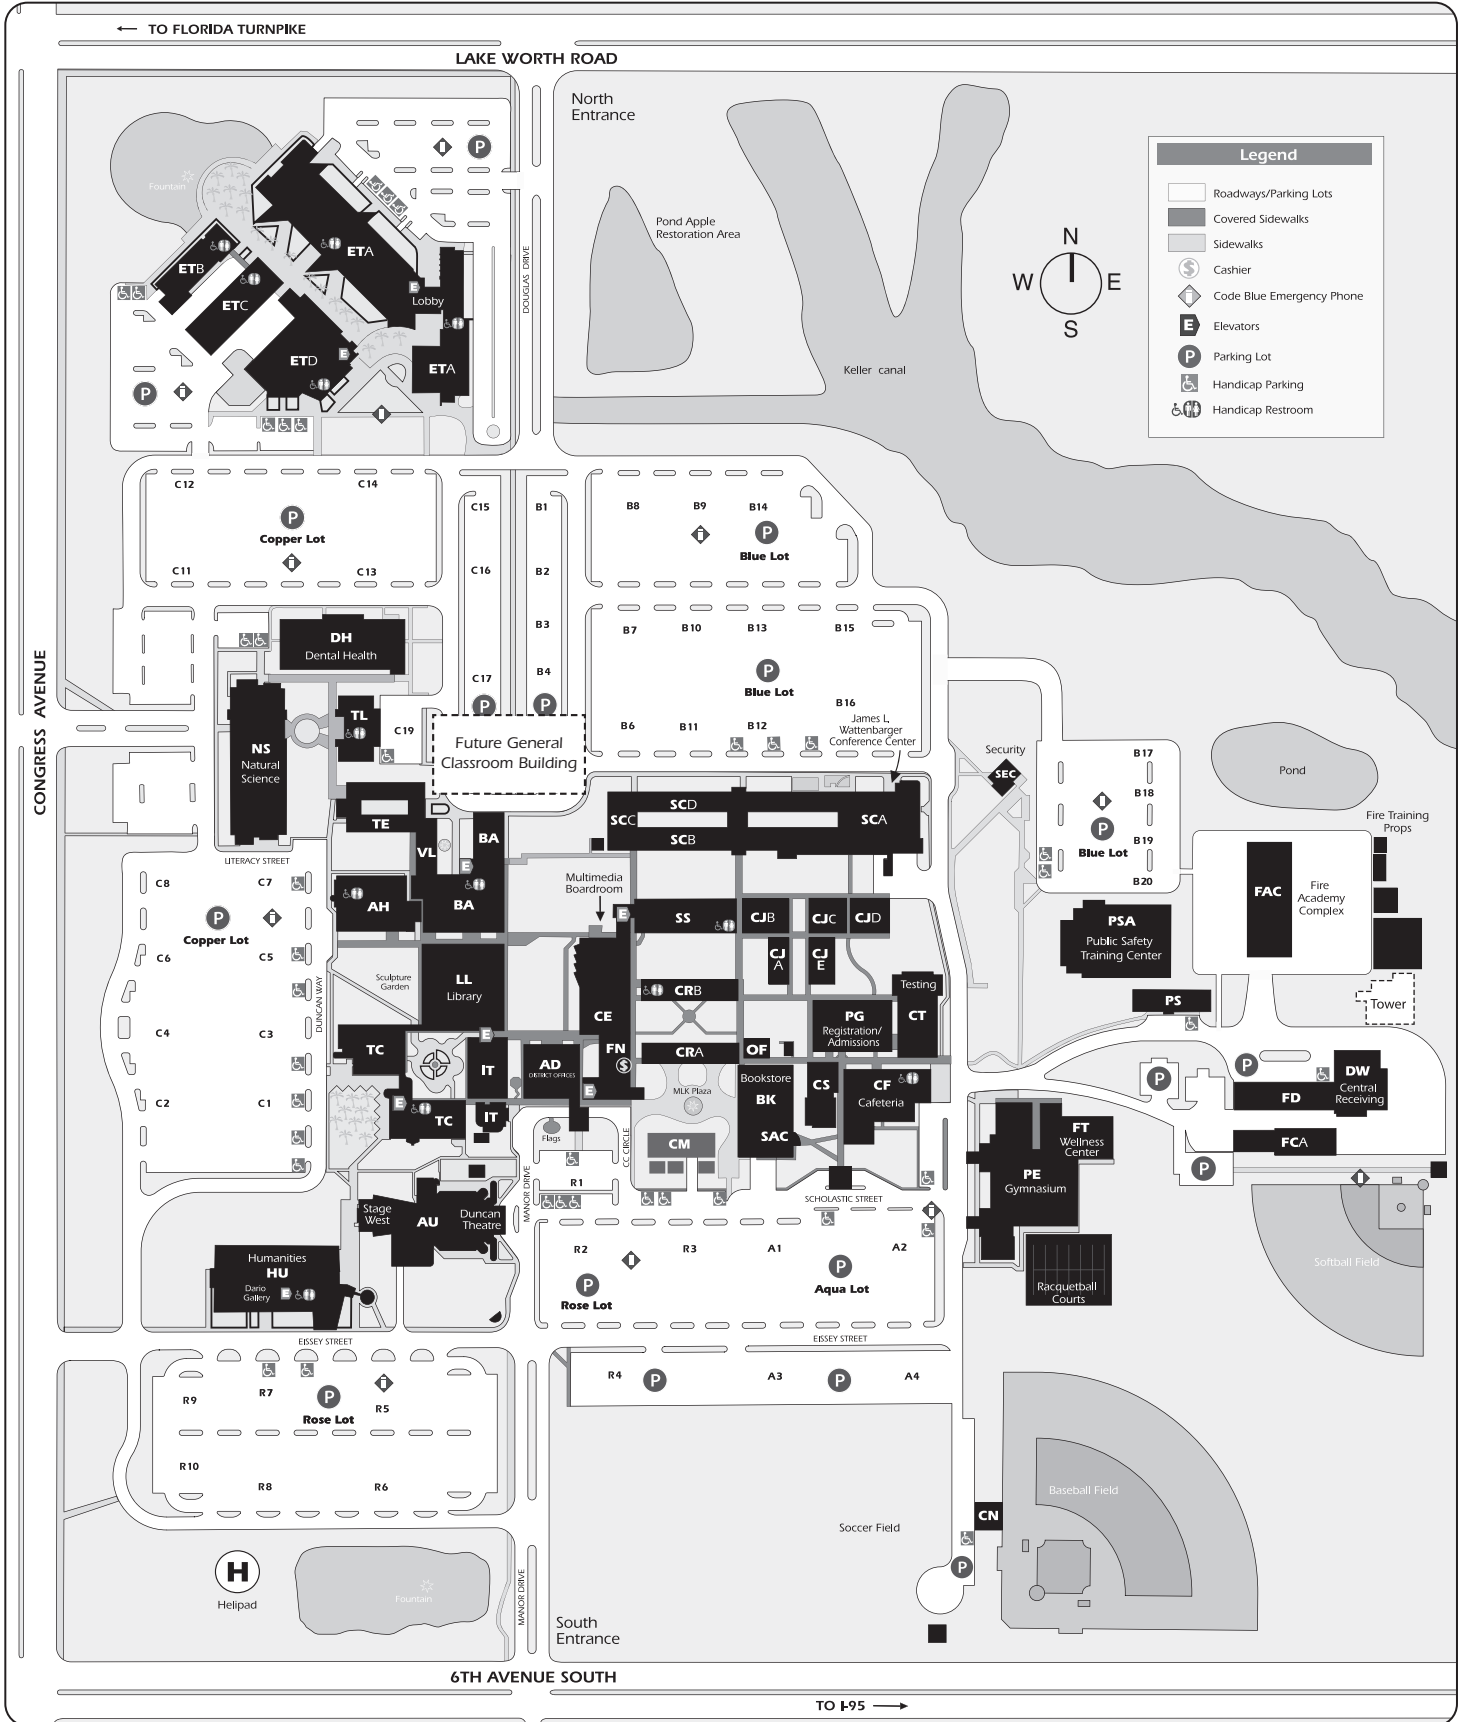 TO FLORIDA TURNPIKE
LAKE WORTH ROAD
North
Entrance
P
Legend
Roadways/Parking Lots
Covered Sidewalks
Sidewalks
$ Cashier
Code Blue Emergency Phone
E Elevators
P Parking Lot
Handicap Parking
Handicap Restroom
N
W E
S
Fountain
Pond Apple
Restoration Area
ETA
ETB
ETC
E
Lobby
DOUGLAS DRIVE
ETD
E
ETA
Keller canal
P
C12
C14
C15
B1
B8
B9
B14
P
Copper Lot
P
Blue Lot
C11
C13
C16
B2
B3
B7
B10
B13
B15
DH
Dental Health
CONGRESS AVENUE
B4
C17
P
P
P
Blue Lot
B16
TL
C19
B6
B11
B12
James L.
Wattenbarger
Conference Center
NS
Natural
Science
Future General
Classroom Building
Security
SEC
B17
B18
Pond
SCD
SCC
SCA
SCB
TE
VL
BA
E
P
Blue Lot
B19
B20
Fire Training
Props
LITERACY STREET
C8
C7
AH
BA
Multimedia
Boardroom
E
SS
CJB
CJC
CJD
FAC
Fire
Academy
Complex
P
Copper Lot
PSA
Public Safety
Training Center
C6
C5
CJ
A
CJ
E
Sculpture
Garden
LL
Library
DUNCAN WAY
CRB
Testing
CT
PS
Tower
C4
C3
CE
PG
Registration/
Admissions
TC
E
IT
AD
DISTRICT OFFICES
FN
$
E
CRA
OF
P
P
DW
Central
Receiving
FD
Bookstore
BK
CS
CF
Cafeteria
MLK Plaza
C2
C1
E
TC
IT
Flags
CC CIRCLE
CM
SAC
FT
Wellness
Center
FCA
P
PE
Gymnasium
MANOR DRIVE
R1
SCHOLASTIC STREET
Stage
West
AU
Duncan
Theatre
R2
R3
A1
A2
P
Rose Lot
P
Aqua Lot
Humanities
HU
Dario
Gallery
E
Racquetball
Courts
Softball Field
EISSEY STREET
EISSEY STREET
R4
P
A3
P
A4
R9
R7
P
Rose Lot
R5
R10
R8
R6
Baseball Field
CN
Soccer Field
P
H
Helipad
Fountain
MANOR DRIVE
South
Entrance
6TH AVENUE SOUTH
TO I-95